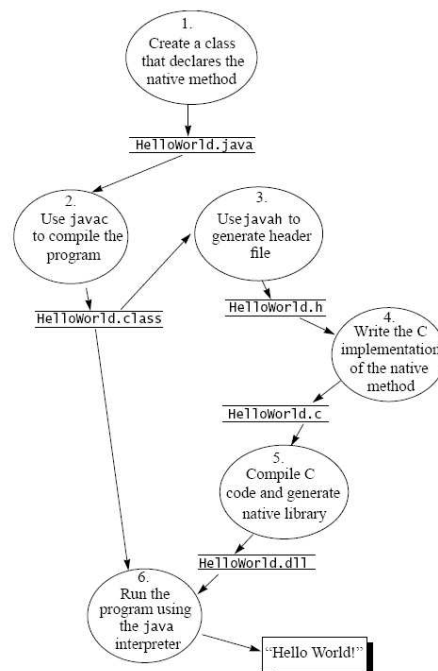 1.
Create a class
that declares the
native method
HelloWorld.java
2.
Use javac
to compile the
program
3.
Use javah to
generate header
file
HelloWorld.class
HelloWorld.h
4.
Write the C
implementation
of the native
method
HelloWorld.c
5.
Compile C
code and generate
native library
HelloWorld.dll
6.
Run the
program using
the java
interpreter
“Hello World!”